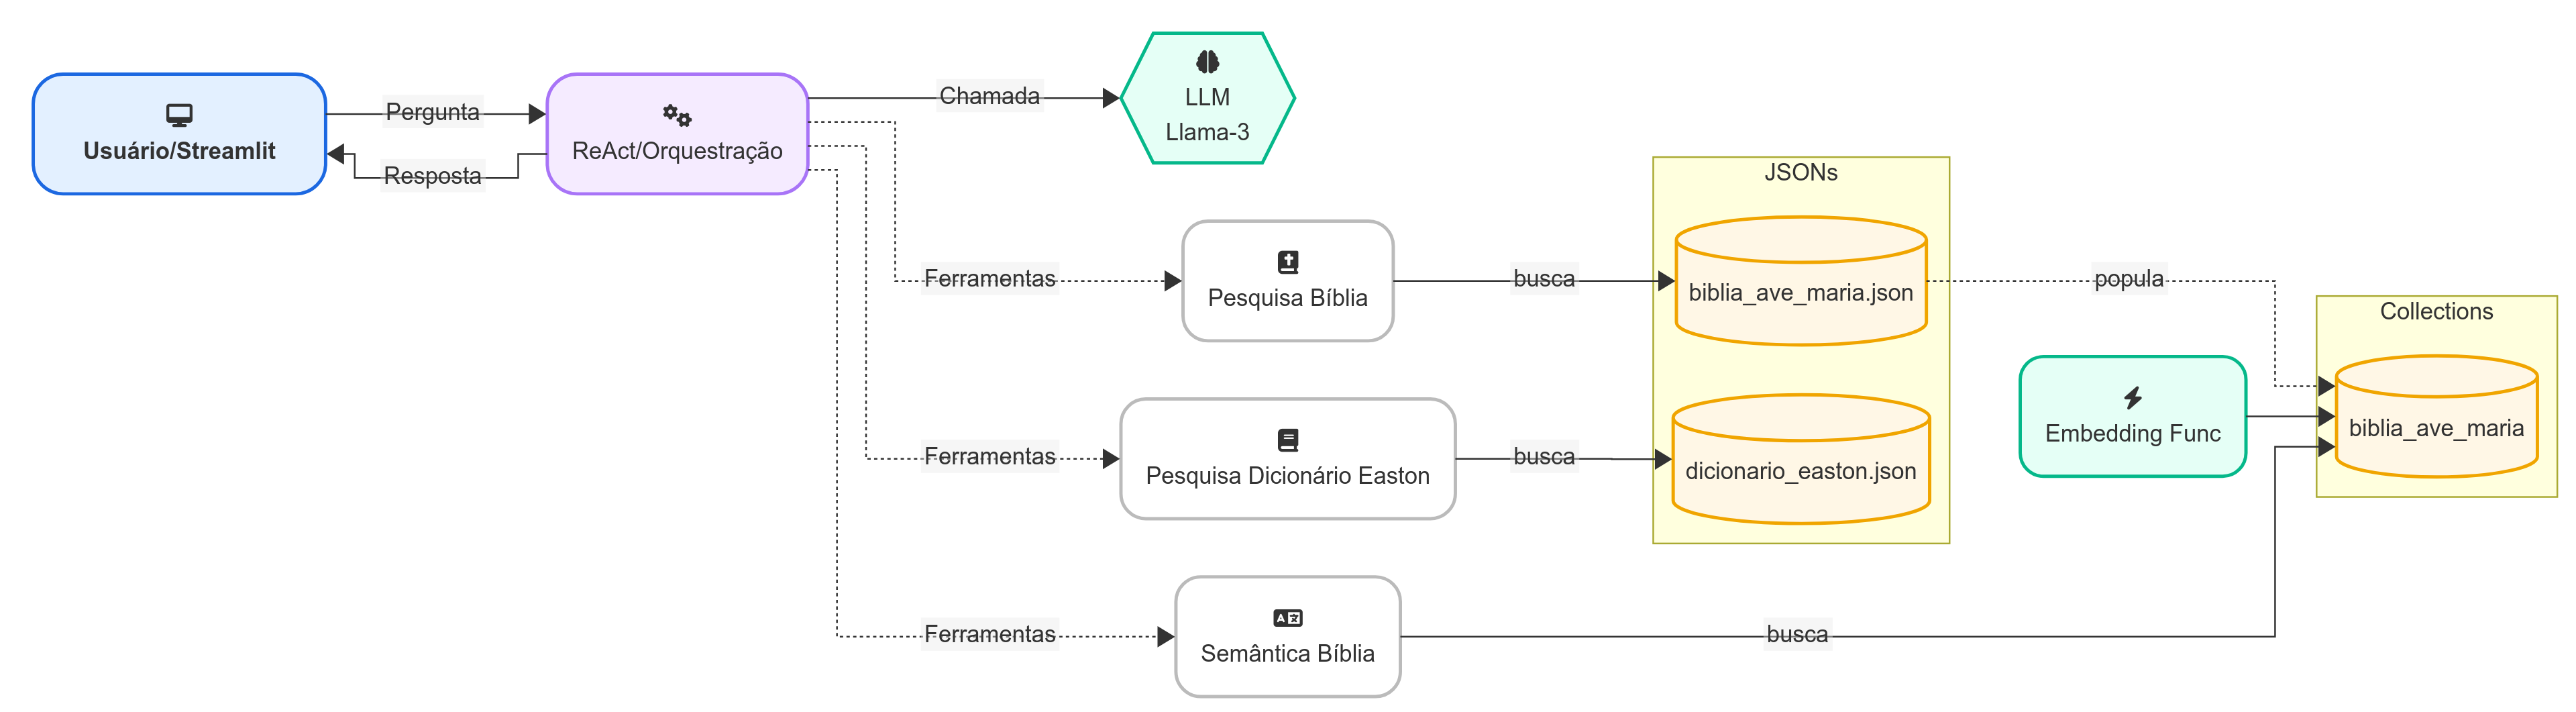 Usuário/Streamlit
Pergunta
Resposta
ReAct/Orquestração
Chamada
LLM
Llama-3
Ferramentas
Pesquisa Bíblia
busca
JSONs
biblia_ave_maria.json
popula
Collections
biblia_ave_maria
Embedding Func
Ferramentas
Pesquisa Dicionário Easton
busca
dicionario_easton.json
Ferramentas
Semântica Bíblia
busca